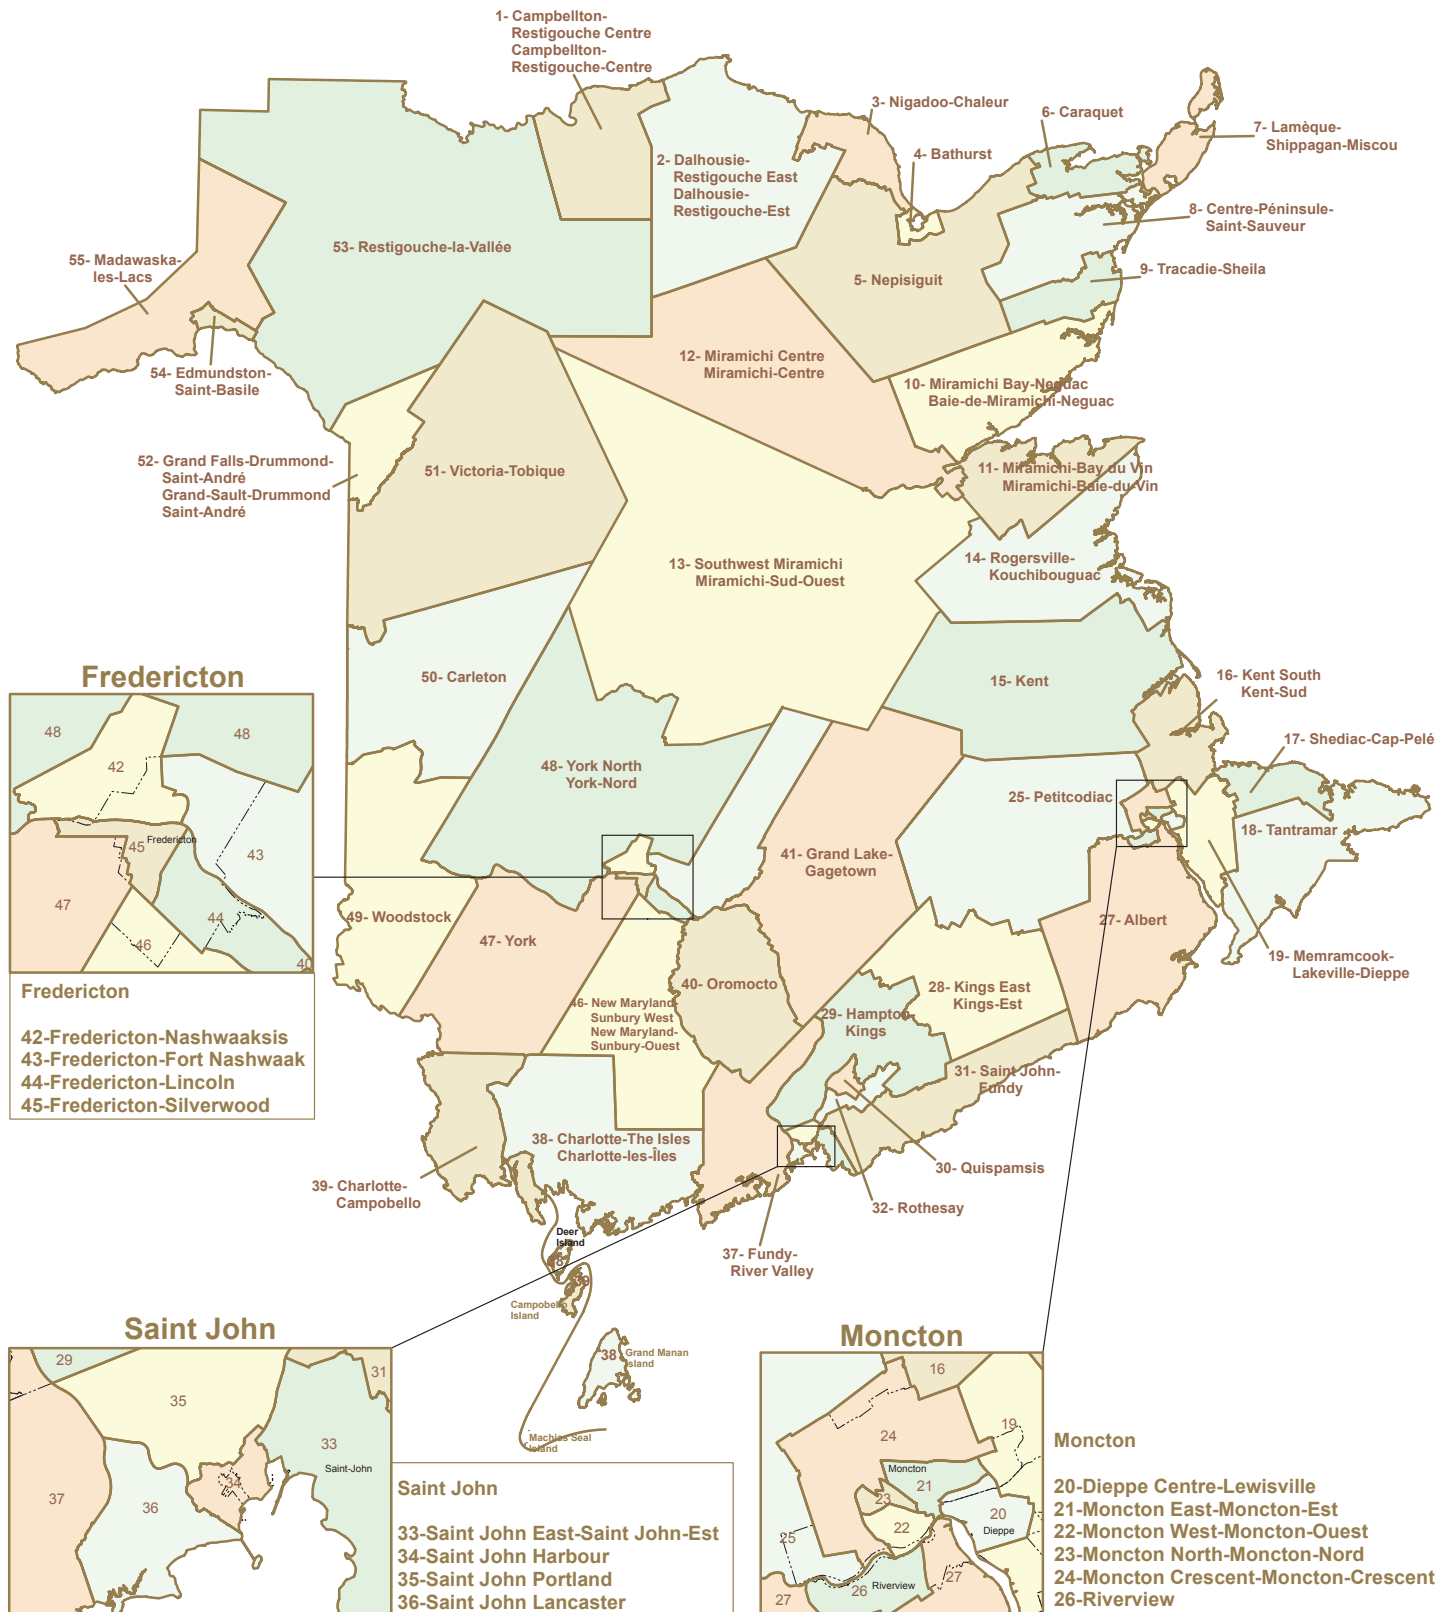 1- Campbellton-
Restigouche Centre
Campbellton-
Restigouche-Centre
2- Dalhousie-
Restigouche East
Dalhousie-
Restigouche-Est
3- Nigadoo-Chaleur
4- Bathurst
6- Caraquet
7- Lamèque-
Shippagan-Miscou
8- Centre-Péninsule-
Saint-Sauveur
9- Tracadie-Sheila
53- Restigouche-la-Vallée
55- Madawaska-
les-Lacs
5- Nepisiguit
54- Edmundston-
Saint-Basile
12- Miramichi Centre
Miramichi-Centre
10- Miramichi Bay-Neguac
Baie-de-Miramichi-Neguac
52- Grand Falls-Drummond-
Saint-André
Grand-Sault-Drummond
Saint-André
51- Victoria-Tobique
11- Miramichi-Bay du Vin
Miramichi-Baie-du-Vin
13- Southwest Miramichi
Miramichi-Sud-Ouest
14- Rogersville-
Kouchibouguac
50- Carleton
15- Kent
16- Kent South
Kent-Sud
17- Shediac-Cap-Pelé
48- York North
York-Nord
25- Petitcodiac
18- Tantramar
41- Grand Lake-
Gagetown
49- Woodstock
47- York
27- Albert
19- Memramcook-
Lakeville-Dieppe
40- Oromocto
28- Kings East
Kings-Est
46- New Maryland-
Sunbury West
New Maryland-
Sunbury-Ouest
29- Hampton-
Kings
31- Saint John-
Fundy
38- Charlotte-The Isles
Charlotte-les-Îles
30- Quispamsis
39- Charlotte-
Campobello
32- Rothesay
37- Fundy-
River Valley
Deer
Island
38
39
Campobello
Island
38
Grand Manan
Island
Machias Seal
Island
Fredericton
48
48
42
Fredericton
45
43
47
44
46
40
Fredericton
42-Fredericton-Nashwaaksis
43-Fredericton-Fort Nashwaak
44-Fredericton-Lincoln
45-Fredericton-Silverwood
Saint John
29
31
35
33
Saint-John
34
37
36
Saint John
33-Saint John East-Saint John-Est
34-Saint John Harbour
35-Saint John Portland
36-Saint John Lancaster
Moncton
16
19
24
Moncton
21
23
20
Dieppe
22
25
26
Riverview
27
27
Moncton
20-Dieppe Centre-Lewisville
21-Moncton East-Moncton-Est
22-Moncton West-Moncton-Ouest
23-Moncton North-Moncton-Nord
24-Moncton Crescent-Moncton-Crescent
26-Riverview